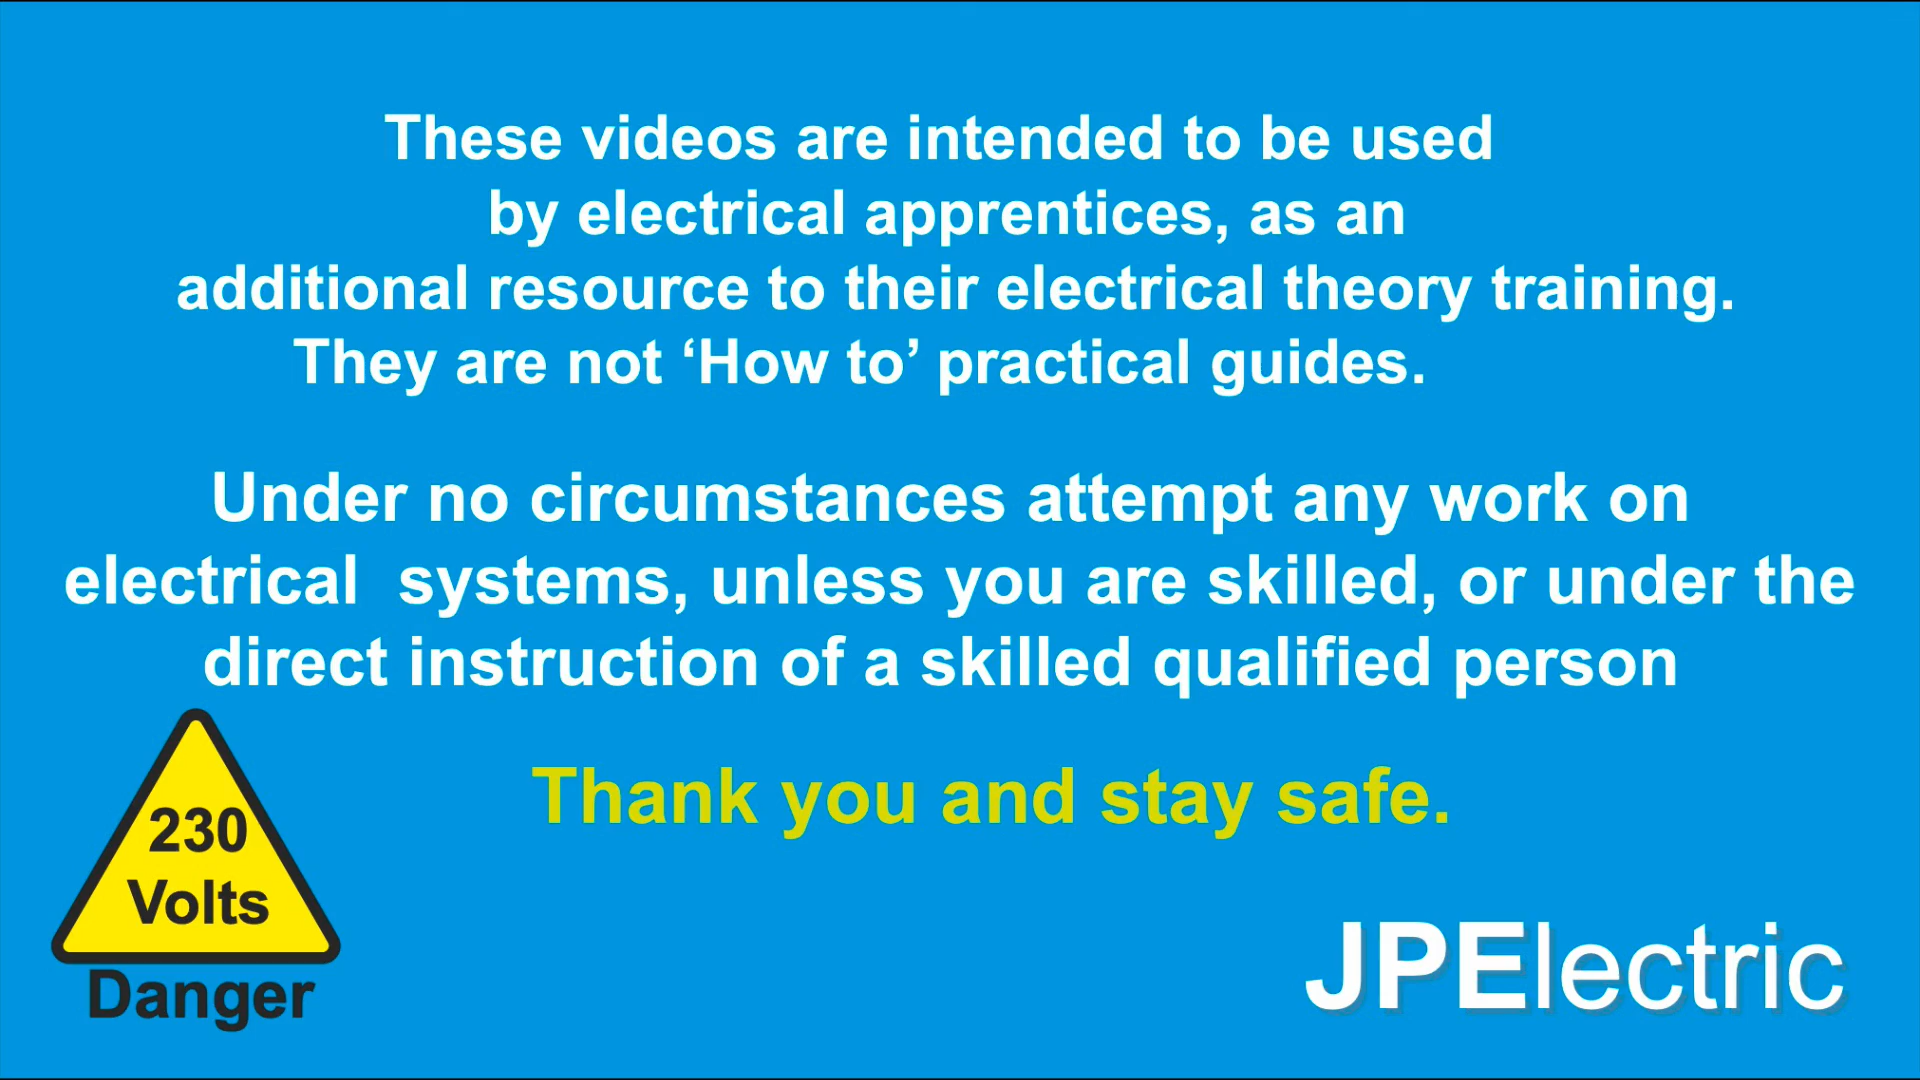 These videos are intended to be used
by electrical apprentices, as an
additional resource to their electrical theory training.
They are not ‘How to’ practical guides.
Under no circumstances attempt any work on
electrical  systems, unless you are skilled, or under the
direct instruction of a skilled qualified person
Thank you and stay safe.
230
Volts
Danger
JPElectric